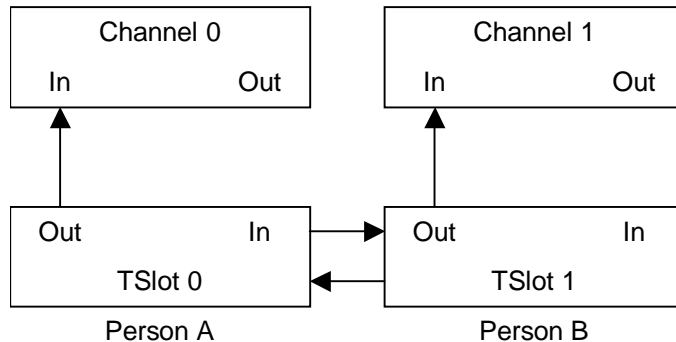 Channel 0
In Out
Channel 1
In Out
Out In
TSlot 0
Out In
TSlot 1
Person A
Person B